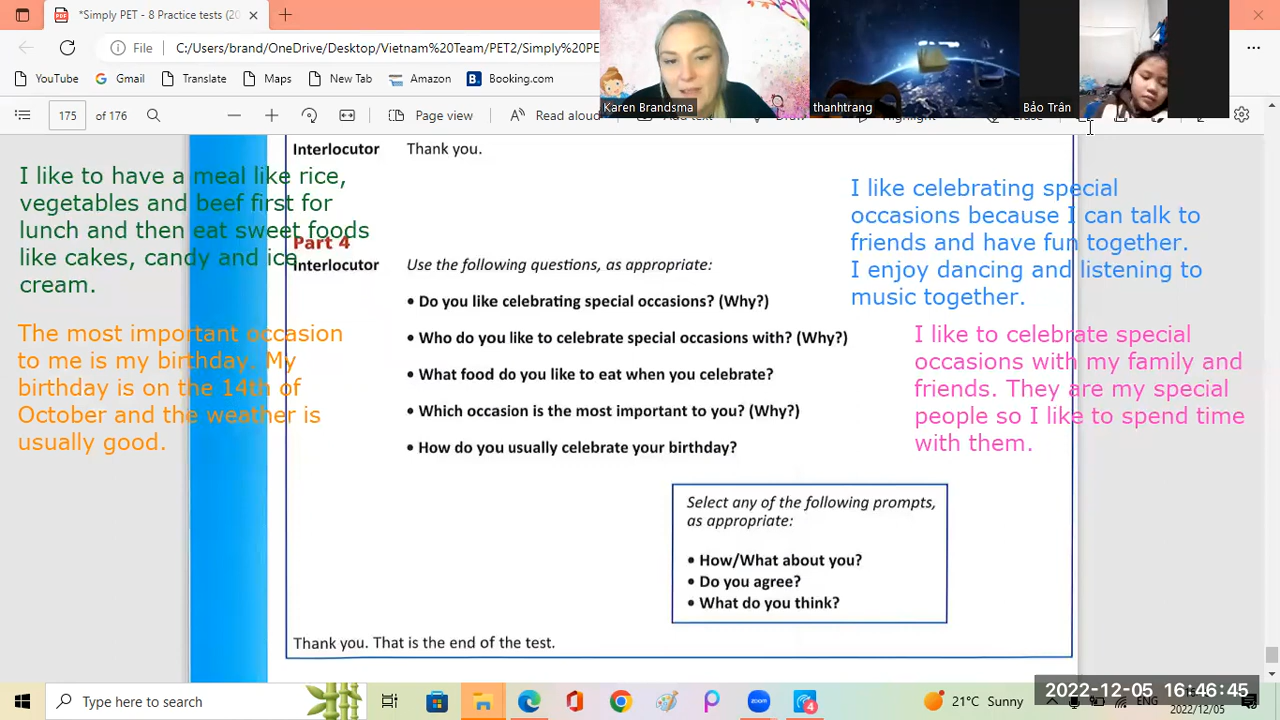 *Simply PET - 8 Practice tests (20
File
C:/Users/brand/OneDrive/Desktop/Vietnam%20Team/PET2/Simply%20PE
YouTube
Gmail
Translate
Maps
New Tab
Amazon
Booking.com
Karen Brandsma
thanhtrang
Bảo Trân
173 of 176
Page view
Read aloud
Interlocutor Thank you.
Part 4
Interlocutor Use the following questions, as appropriate:
• Do you like celebrating special occasions? (Why?)
• Who do you like to celebrate special occasions with? (Why?)
• What food do you like to eat when you celebrate?
• Which occasion is the most important to you? (Why?)
• How do you usually celebrate your birthday?
Select any of the following prompts,
as appropriate:
• How/What about you?
• Do you agree?
• What do you think?
Thank you. That is the end of the test.
I like to have a meal like rice,
vegetables and beef first for
lunch and then eat sweet foods
like cakes, candy and ice
cream.
The most important occasion
to me is my birthday. My
birthday is on the 14th of
October and the weather is
usually good.
I like celebrating special
occasions because I can talk to
friends and have fun together.
I enjoy dancing and listening to
music together.
I like to celebrate special
occasions with my family and
friends. They are my special
people so I like to spend time
with them.
Type here to search
zoom
4
21°C Sunny
ENG
2022-12-05 16:46:45
2022/12/05